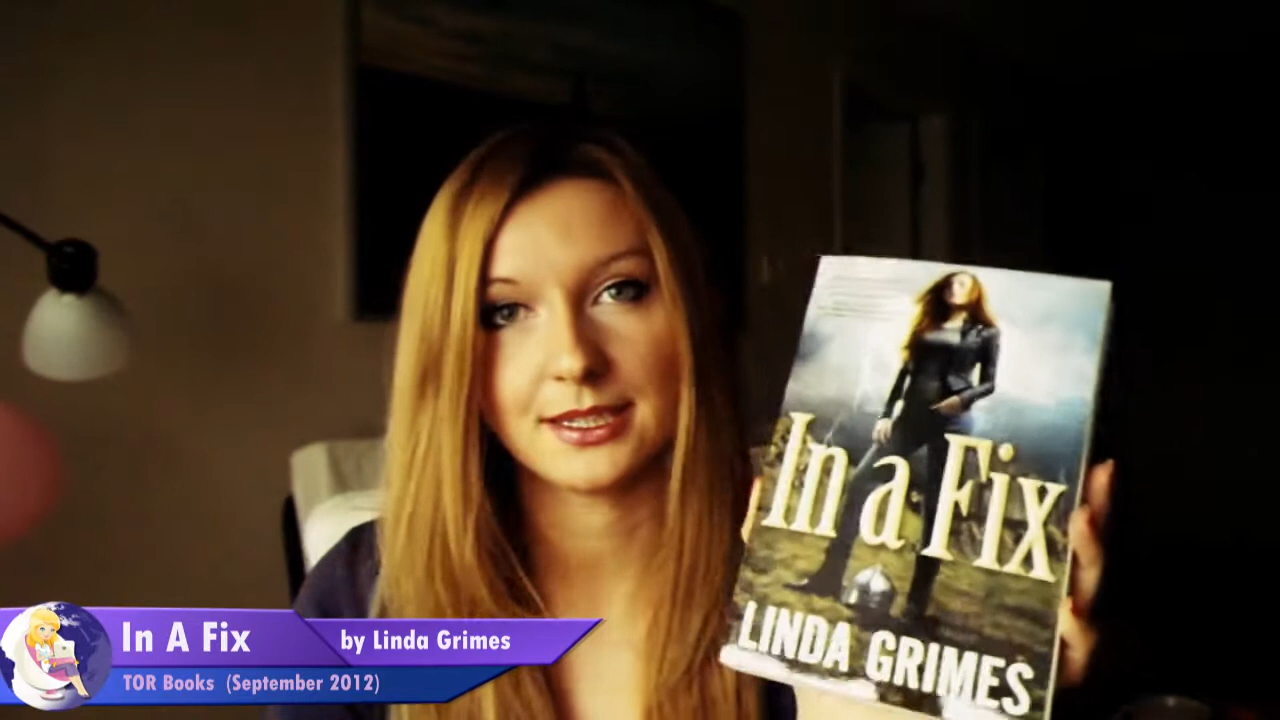 In a Fix
LINDA GRIMES
In A Fix
by Linda Grimes
TOR Books (September 2012)